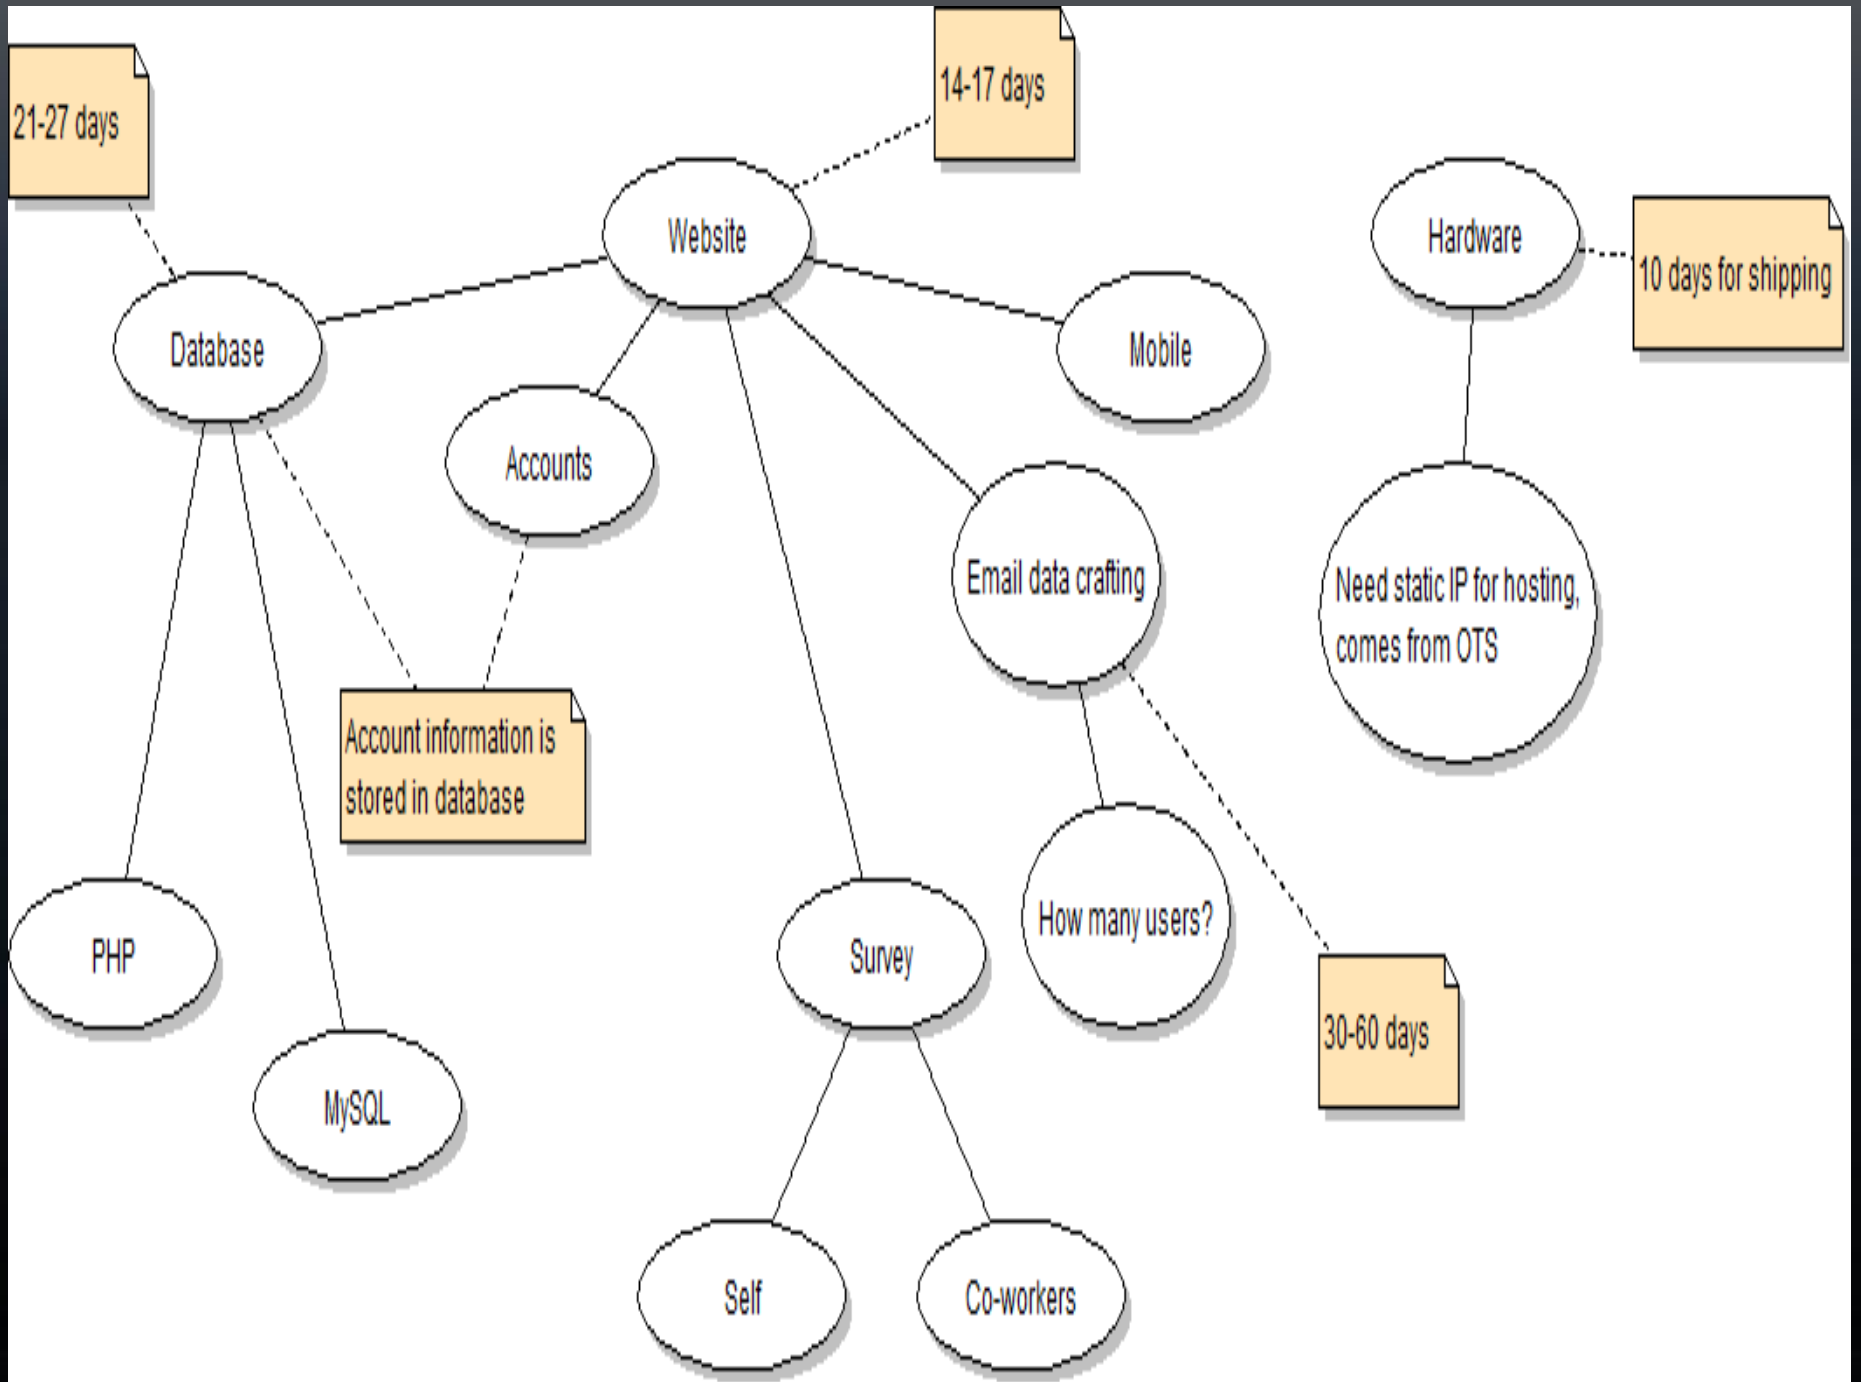 14-17 days
21-27 days
Website
Hardware
10 days for shipping
Database
Mobile
Accounts
Email data crafting
Need static IP for hosting,
comes from OTS
Account information is
stored in database
How many users?
PHP
Survey
30-60 days
MySQL
Self
Co-workers